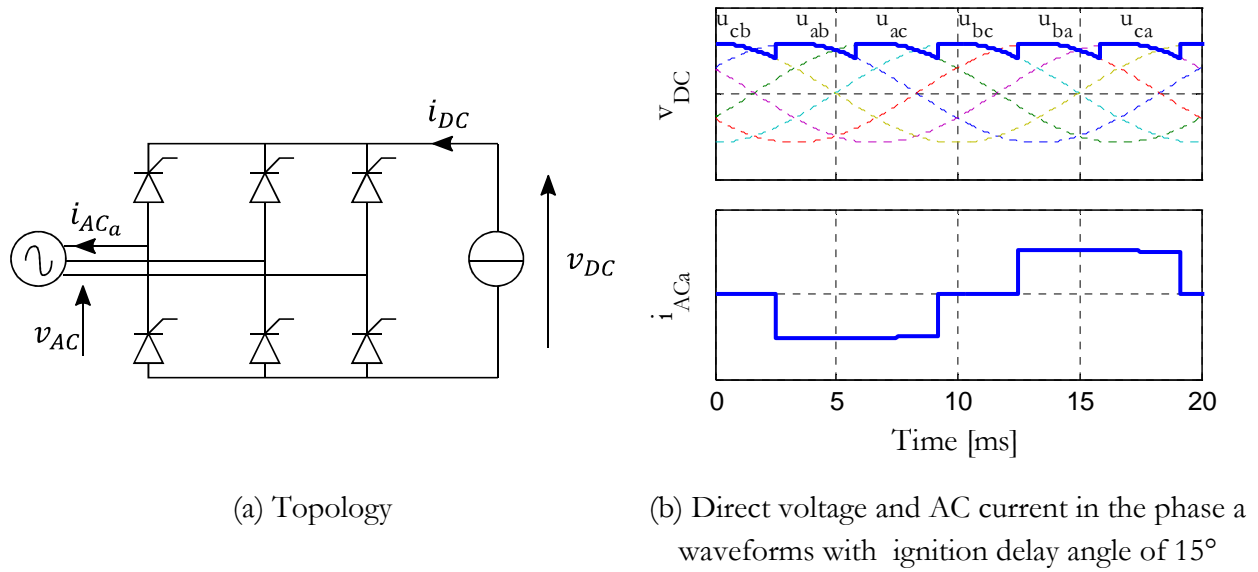 i_DC
i_ACa
v_AC
v_DC
(a) Topology
u_cb u_ab u_ac u_bc u_ba u_ca
v_DC
i_ACa
0 5 10 15 20
Time [ms]
(b) Direct voltage and AC current in the phase a
waveforms with ignition delay angle of 15°